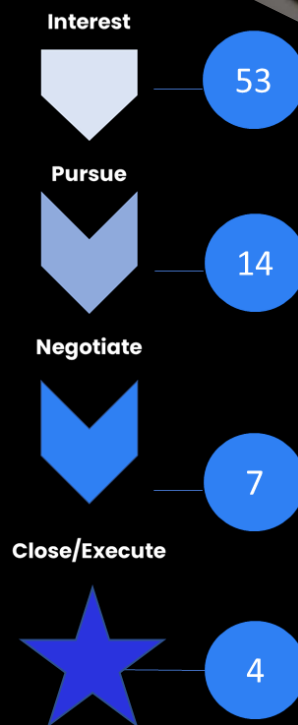 Interest
53
Pursue
14
Negotiate
7
Close/Execute
4